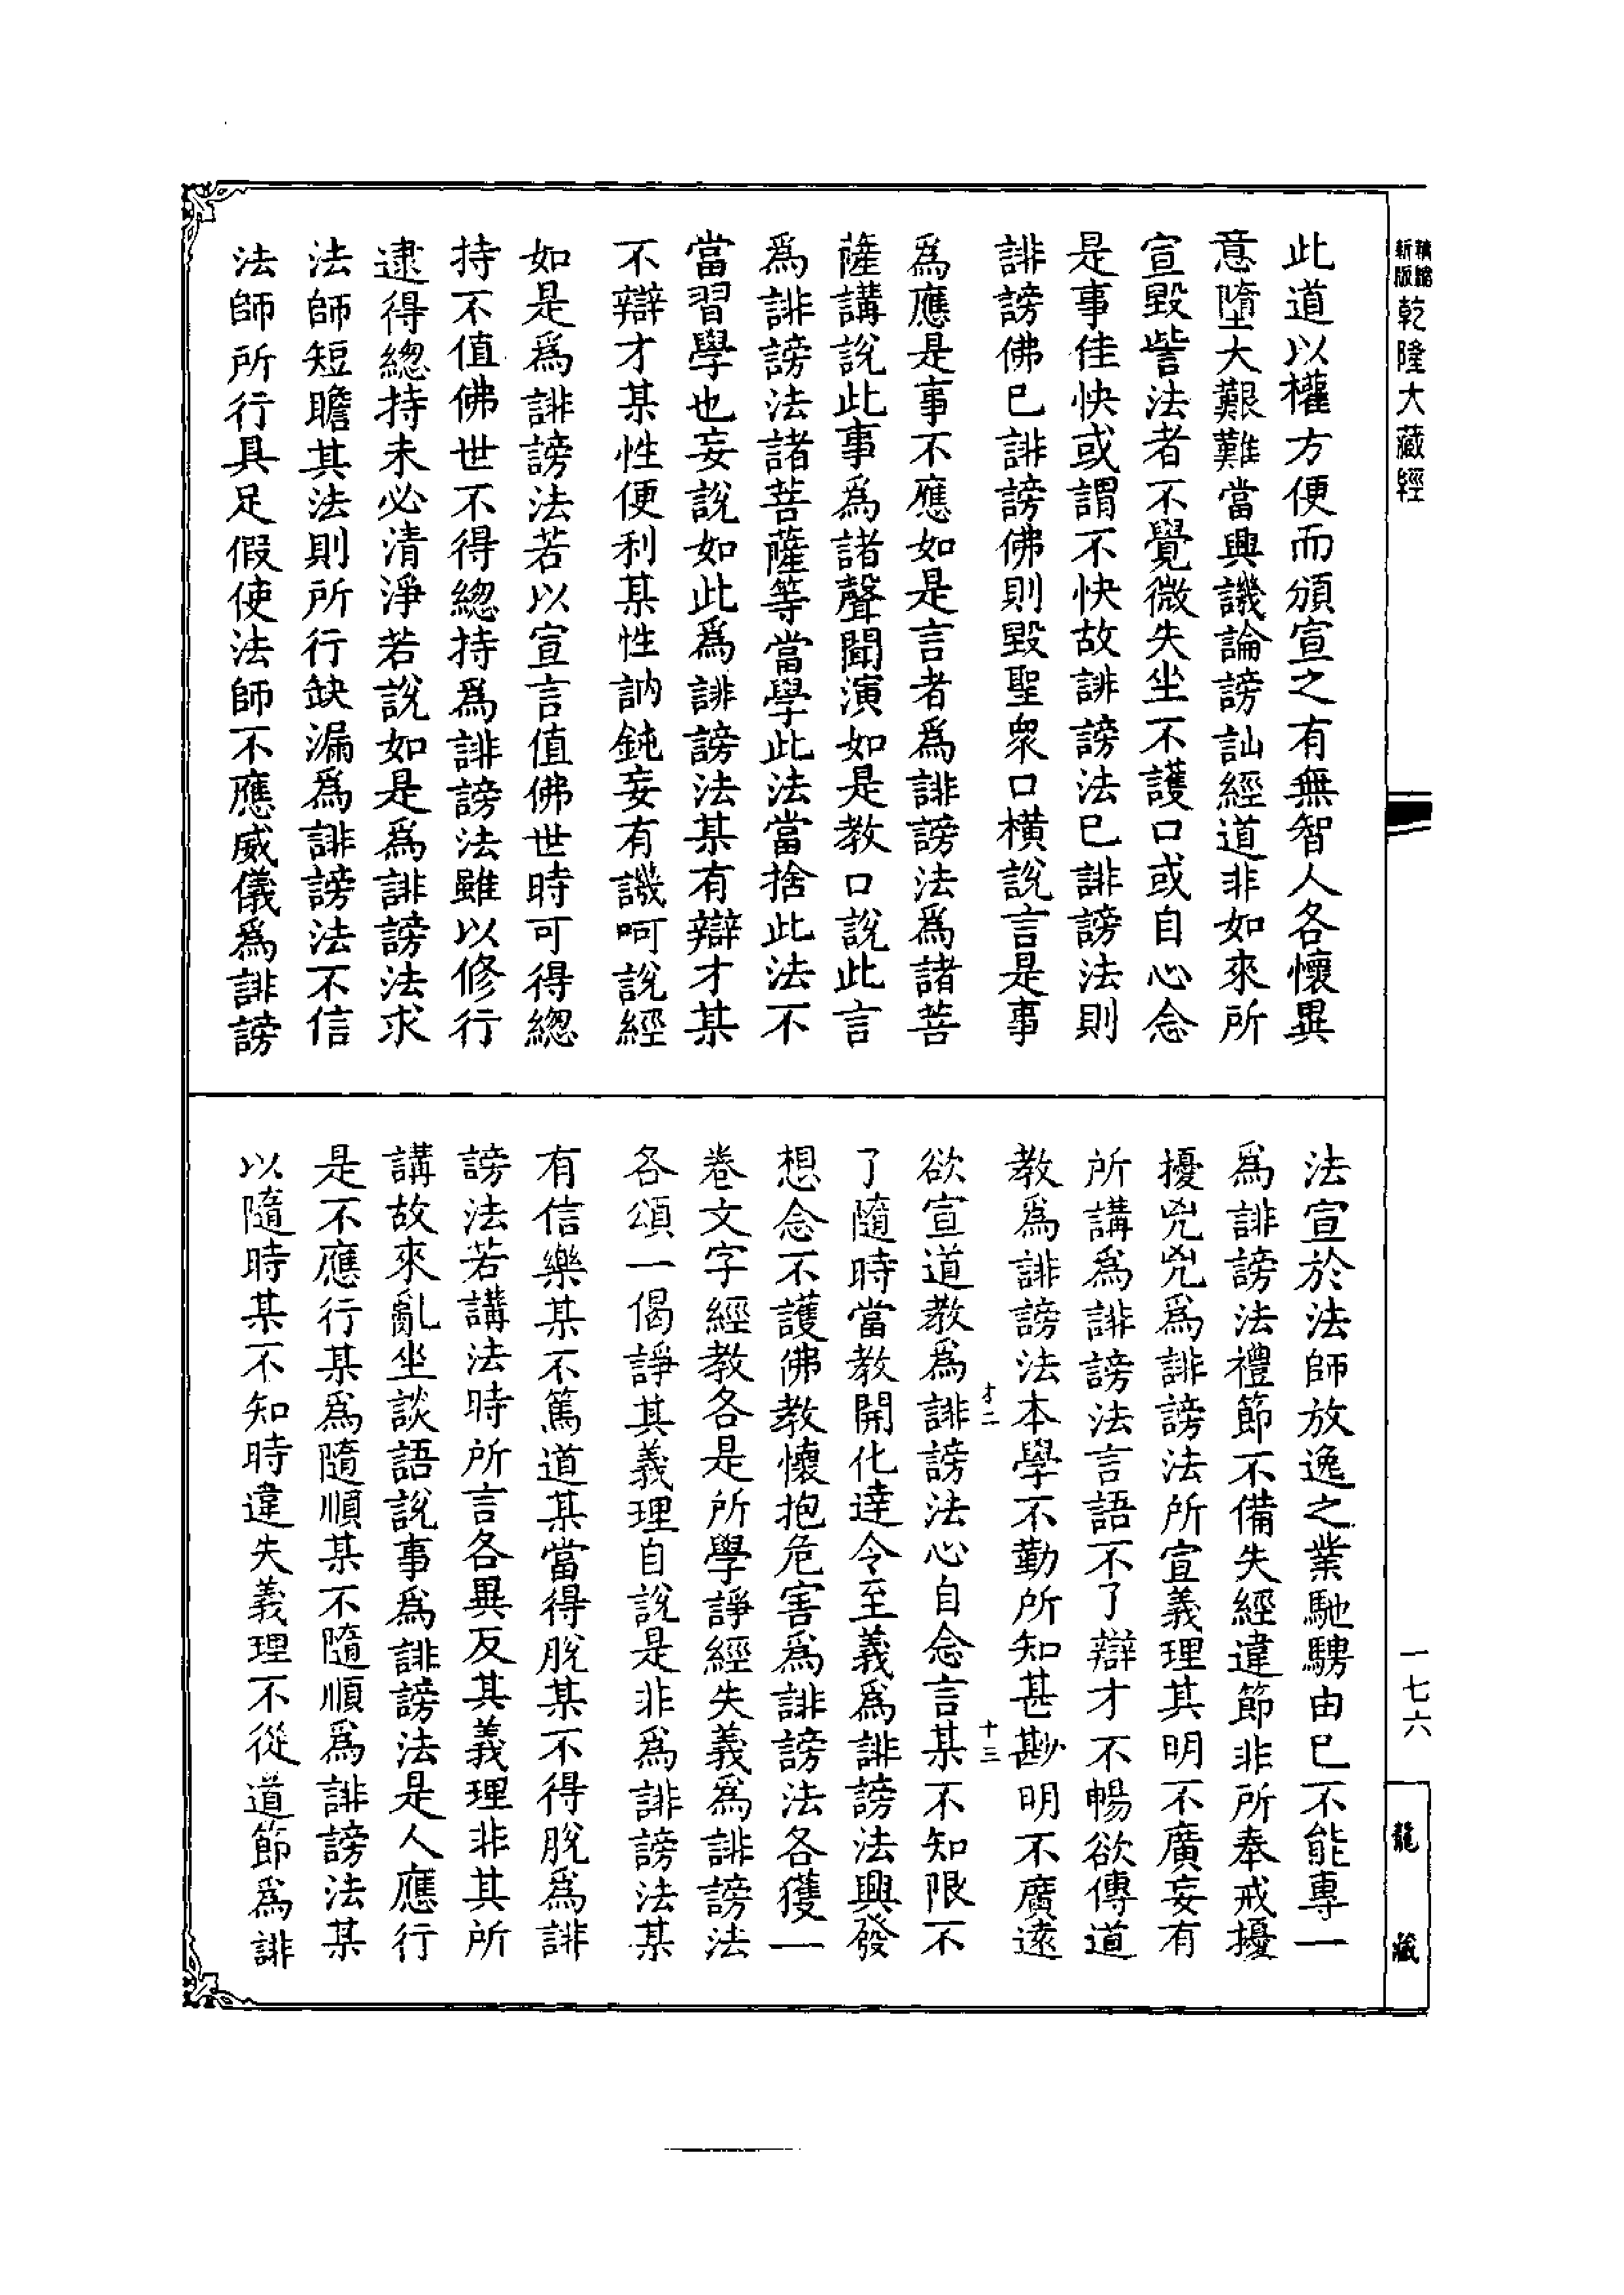 精縮
新版
乾隆大藏經
一七六
龍藏
此道以權方便而頒宣之有無智人各懷異
意墮大艱難當興譏論謗訕經道非如來所
宣毀訾法者不覺微失坐不護口或自心念
是事佳快或謂不快故誹謗法已誹謗法則
誹謗佛已誹謗佛則毀聖衆口橫說言是事
爲應是事不應如是言者爲誹謗法爲諸菩
薩講說此事爲諸聲聞演如是教口說此言
爲誹謗法諸菩薩等當學此法當捨此法不
當習學也妄說如此爲誹謗法某有辯才某
不辯才某性便利某性訥鈍妄有譏呵說經
如是爲誹謗法若以宣言值佛世時可得總
持不值佛世不得總持爲誹謗法雖以修行
逮得總持未必清淨若說如是爲誹謗法求
法師短瞻其法則所行缺漏爲誹謗法不信
法師所行具足假使法師不應威儀爲誹謗
法宣於法師放逸之業馳騁由已不能專一
爲誹謗法禮節不備失經違節非所奉戒擾
擾兇兇爲誹謗法所宣義理其明不廣妄有
所講爲誹謗法言語不了辯才不暢欲傳道
教爲誹謗法本學不勤所知甚尠明不廣遠
才二
十三
欲宣道教爲誹謗法心自念言某不知限不
了隨時當教開化達令至義爲誹謗法興發
想念不護佛教懷抱危害爲誹謗法各獲一
卷文字經教各是所學諍經失義爲誹謗法
各頌一偈諍其義理自說是非爲誹謗法某
有信樂某不篤道某當得脫某不得脫爲誹
謗法若講法時所言各異反其義理非其所
講故來亂坐談語說事爲誹謗法是人應行
是不應行某爲隨順某不隨順爲誹謗法某
以隨時某不知時違失義理不從道節爲誹